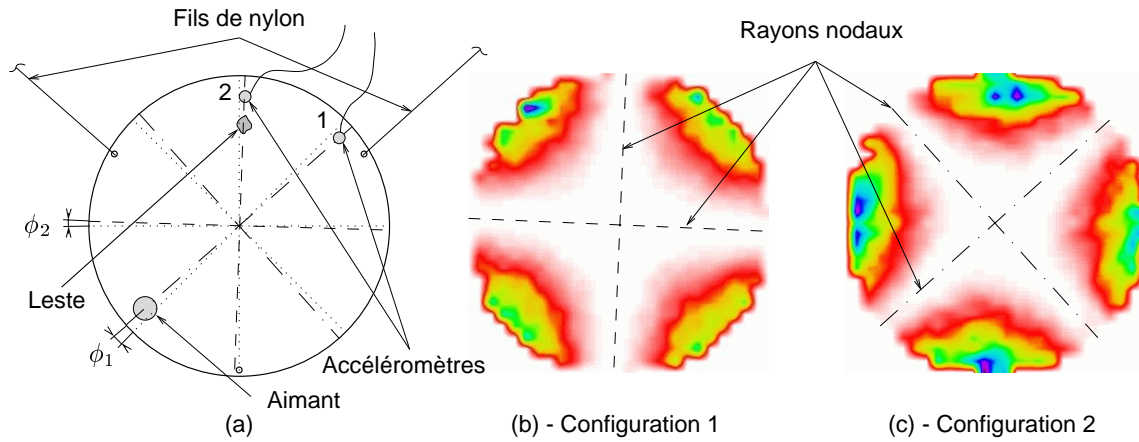 Fils de nylon
Rayons nodaux
2
1
ϕ₂
Leste
ϕ₁
Accéléromètres
Aimant
(a)
(b) - Configuration 1
(c) - Configuration 2